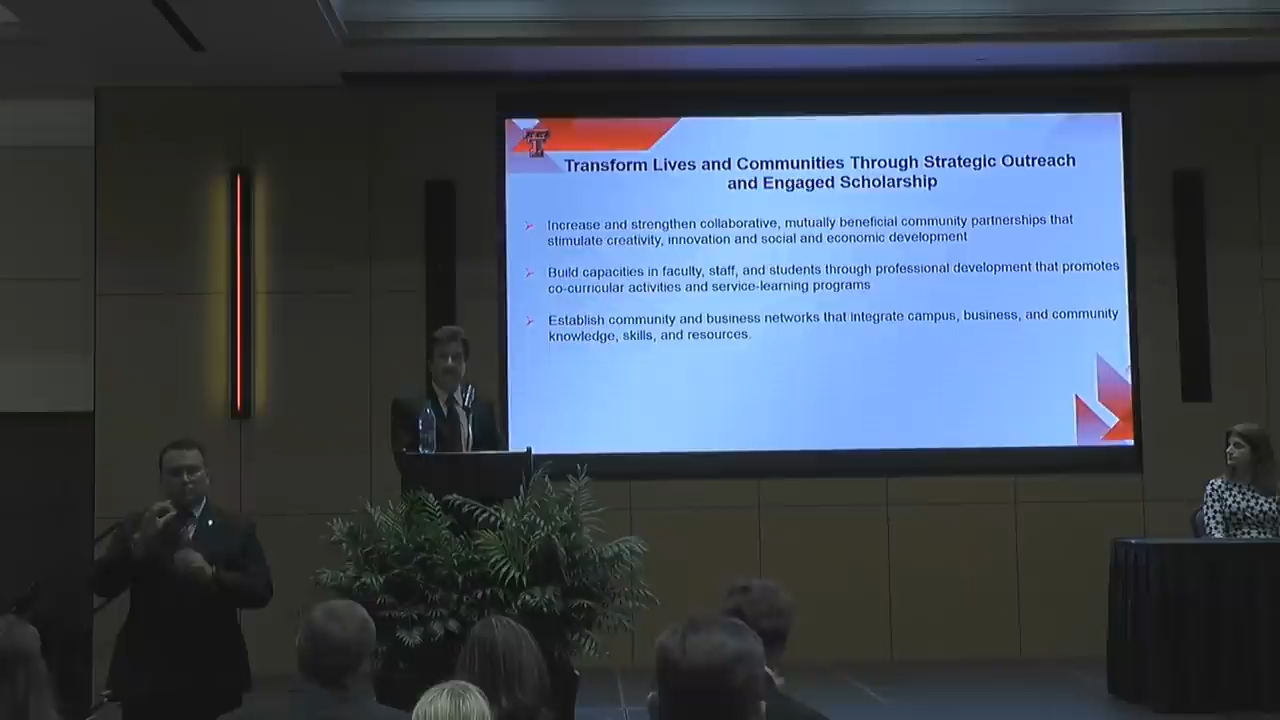 Transform Lives and Communities Through Strategic Outreach
and Engaged Scholarship
Increase and strengthen collaborative, mutually beneficial community partnerships that
stimulate creativity, innovation and social and economic development
Build capacities in faculty, staff, and students through professional development that promotes
co-curricular activities and service-learning programs
Establish community and business networks that integrate campus, business, and community
knowledge, skills, and resources.